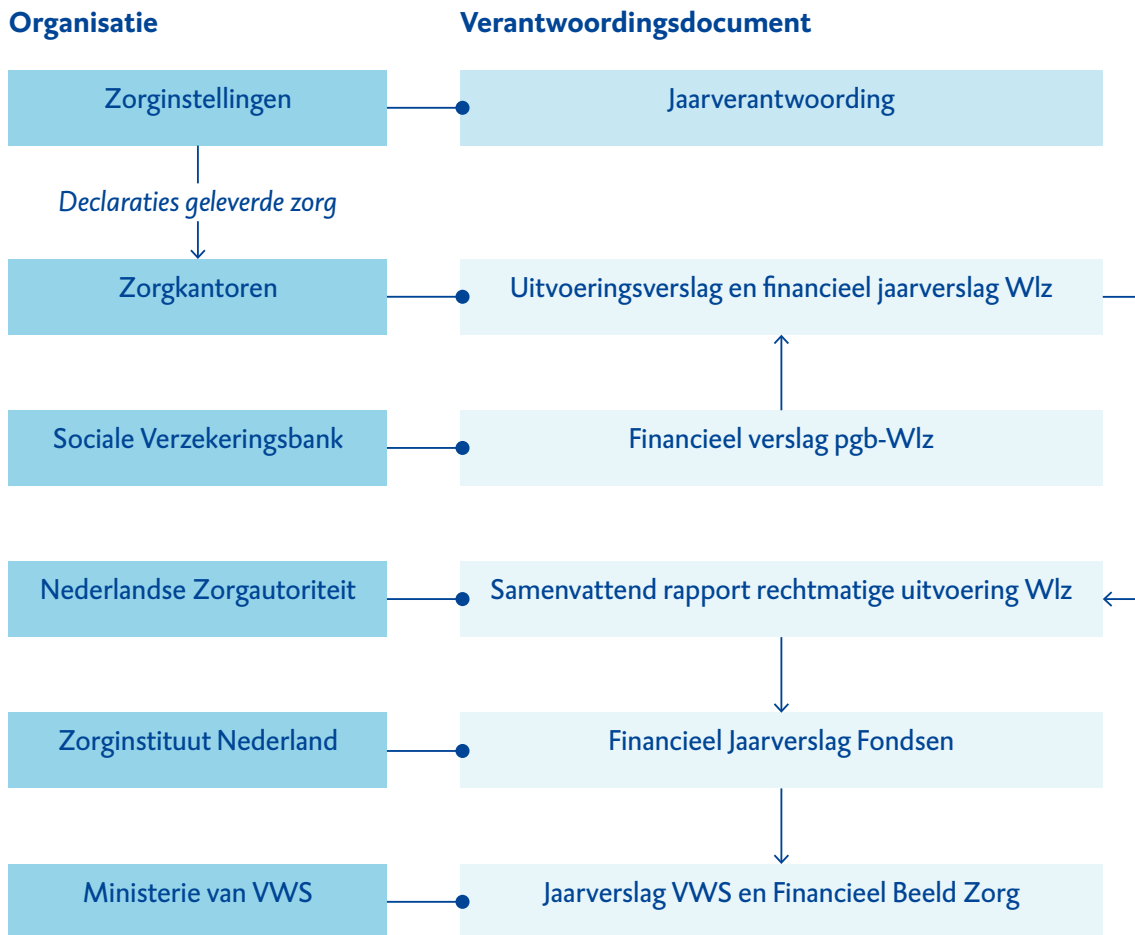 Organisatie
Verantwoordingsdocument
Zorginstellingen
Jaarverantwoording
Declaraties geleverde zorg
Zorgkantoren
Uitvoeringsverslag en financieel jaarverslag Wlz
Sociale Verzekeringsbank
Financieel verslag pgb-Wlz
Nederlandse Zorgautoriteit
Samenvattend rapport rechtmatige uitvoering Wlz
Zorginstituut Nederland
Financieel Jaarverslag Fondsen
Ministerie van VWS
Jaarverslag VWS en Financieel Beeld Zorg